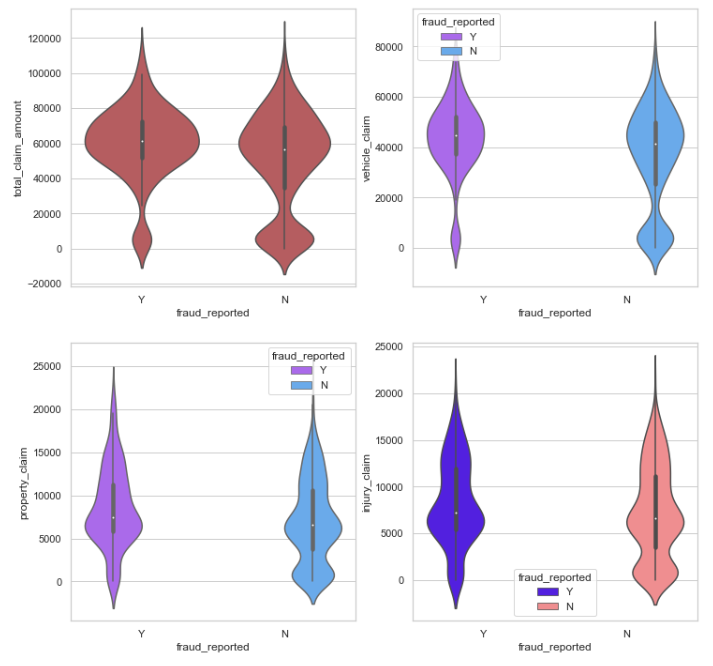 120000
100000
80000
60000
40000
20000
0
−20000
total_claim_amount
Y
N
fraud_reported
fraud_reported
Y
N
80000
60000
40000
20000
0
vehicle_claim
Y
N
fraud_reported
25000
20000
15000
10000
5000
0
property_claim
fraud_reported
Y
N
Y
N
fraud_reported
25000
20000
15000
10000
5000
0
injury_claim
fraud_reported
Y
N
Y
N
fraud_reported